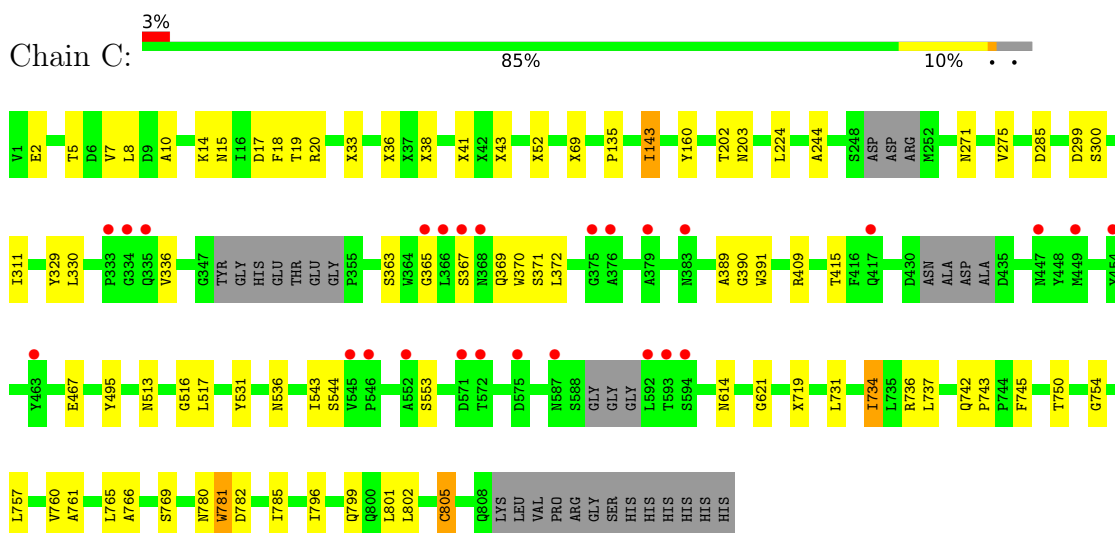 3%
Chain C:
85% 10% • •
V1 E2 T5 D6 V7 L8 D9 A10 K14 N15 I16 D17 F18 T19 R20 X33 X36 X37 X38 X41 X42 X43 X52 X69 P135 I143 Y160 T202 N203 L224 A244 S248 ASP ASP ARG M252 N271 V275 D285 D299 S300
I311 Y329 L330 P333 G334 Q335 V336 G347 TYR GLY HIS GLU THR GLU GLY P355 S363 W364 G365 L366 S367 N368 Q369 W370 S371 L372 G375 A376 A379 N383 A389 G390 W391 R409 T415 F416 Q417 D430 ASN ALA ASP ALA D435 N447 Y448 M449 Y454
Y463 E467 Y495 N513 G516 L517 Y531 N536 I543 S544 V545 P546 A552 S553 D571 T572 D575 N587 S588 GLY GLY GLY L592 T593 S594 N614 G621 X719 L731 I734 L735 R736 L737 Q742 P743 P744 F745 T750 G754
L757 V760 A761 L765 A766 S769 N780 W781 D782 I785 I796 Q799 Q800 L801 L802 C805 Q808 LYS LEU VAL PRO ARG GLY SER HIS HIS HIS HIS HIS HIS